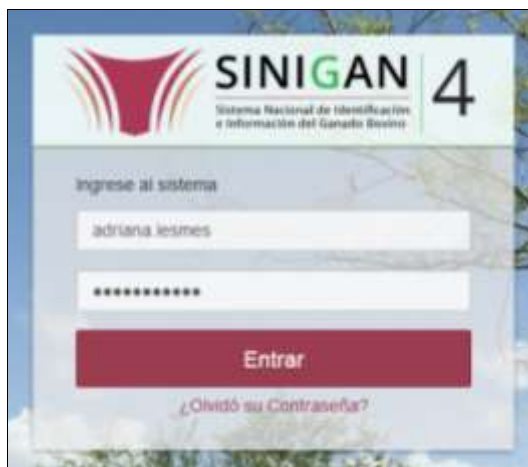 SINIGAN 4
Sistema Nacional de Identificación
e Información del Ganado Bovino
Ingrese al sistema
adriana lesmes
•••••••••••
Entrar
¿Olvidó su Contraseña?